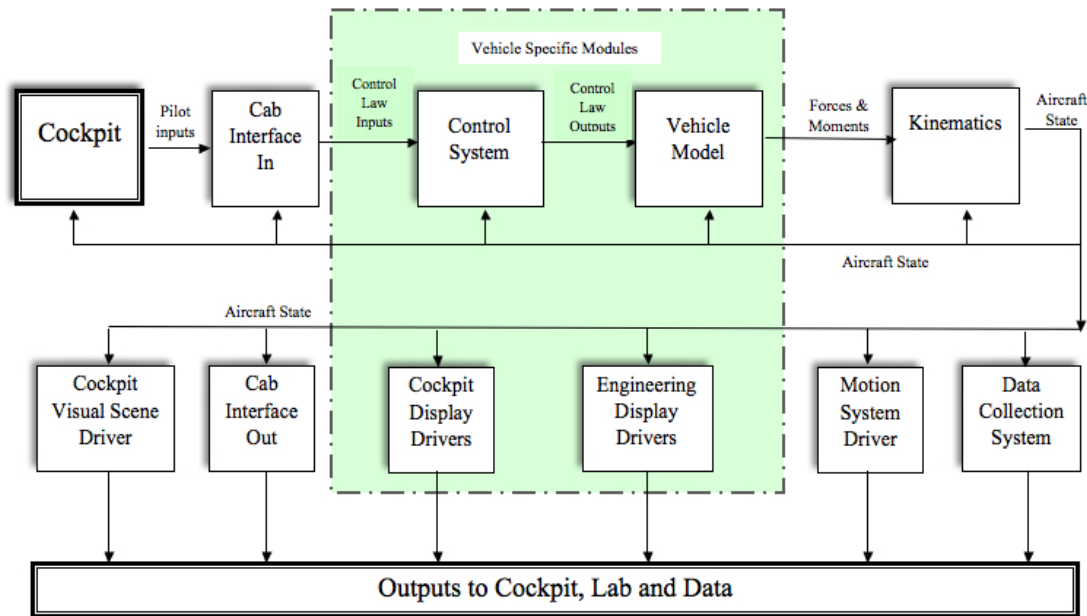 Vehicle Specific Modules
Cockpit
Pilot
inputs
Cab
Interface
In
Control
Law
Inputs
Control
System
Control
Law
Outputs
Vehicle
Model
Forces &
Moments
Kinematics
Aircraft
State
Aircraft State
Aircraft State
Cockpit
Visual Scene
Driver
Cab
Interface
Out
Cockpit
Display
Drivers
Engineering
Display
Drivers
Motion
System
Driver
Data
Collection
System
Outputs to Cockpit, Lab and Data